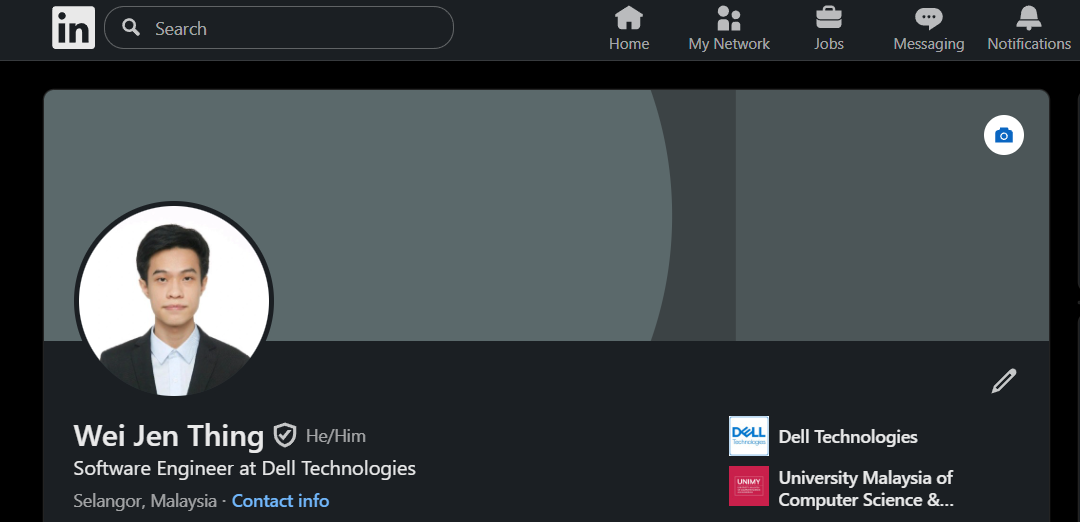 in
Search
Home
My Network
Jobs
Messaging
Notifications
Wei Jen Thing
He/Him
Software Engineer at Dell Technologies
Selangor, Malaysia · Contact info
DELL
Technologies
Dell Technologies
UNIMY
University Malaysia of
Computer Science &...